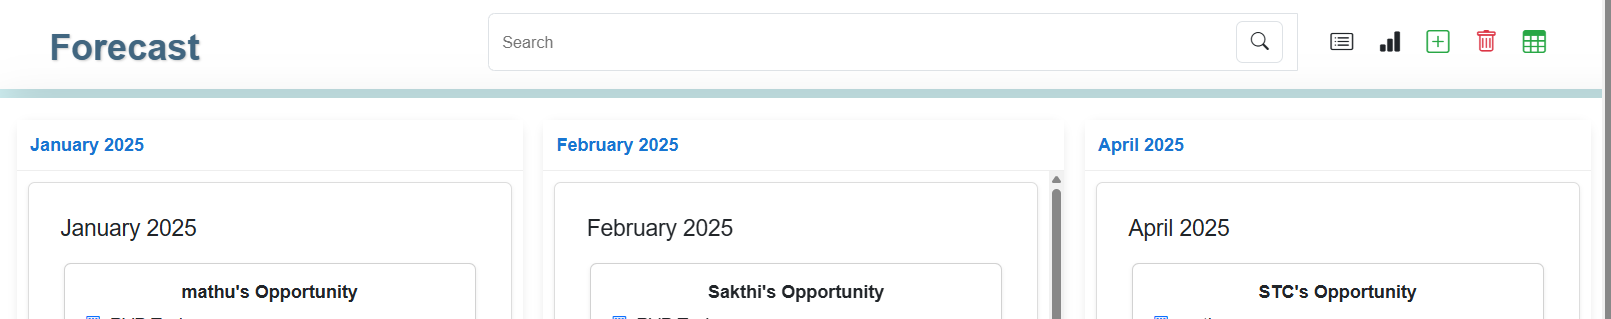 Forecast
Search
January 2025
February 2025
April 2025
January 2025
February 2025
April 2025
mathu's Opportunity
Sakthi's Opportunity
STC's Opportunity